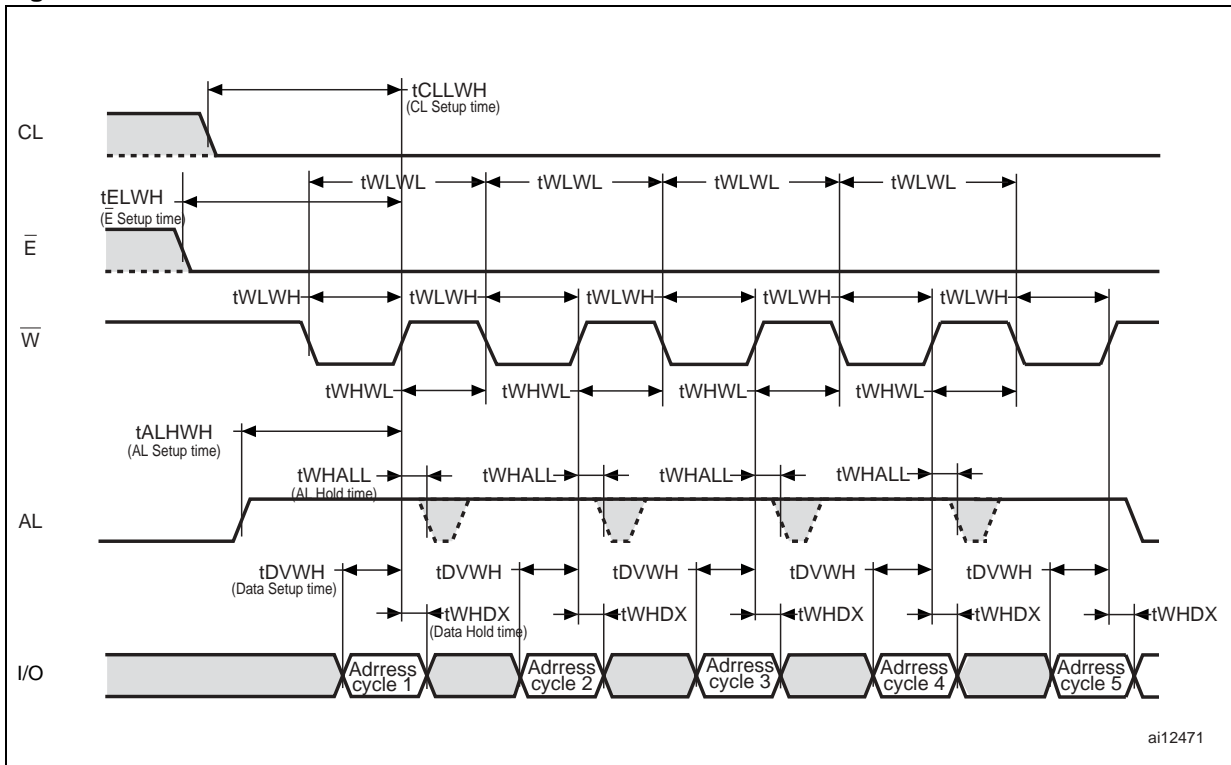 tCLLWH
(CL Setup time)
CL
tWLWL tWLWL tWLWL tWLWL
tELWH
(E Setup time)
E
tWLWH tWLWH tWLWH tWLWH tWLWH
W
tWHWL tWHWL tWHWL tWHWL
tALHWH
(AL Setup time)
tWHALL tWHALL tWHALL tWHALL
(AL Hold time)
AL
tDVWH tDVWH tDVWH tDVWH tDVWH
(Data Setup time)
tWHDX tWHDX tWHDX tWHDX tWHDX
(Data Hold time)
I/O
Adrress Adrress Adrress Adrress Adrress
cycle 1 cycle 2 cycle 3 cycle 4 cycle 5
ai12471